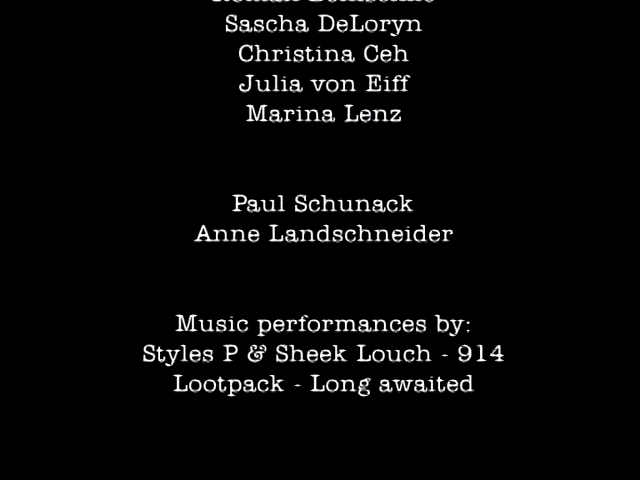 Sascha DeLoryn
Christina Ceh
Julia von Eiff
Marina Lenz
Paul Schunack
Anne Landschneider
Music performances by:
Styles P & Sheek Louch - 914
Lootpack - Long awaited